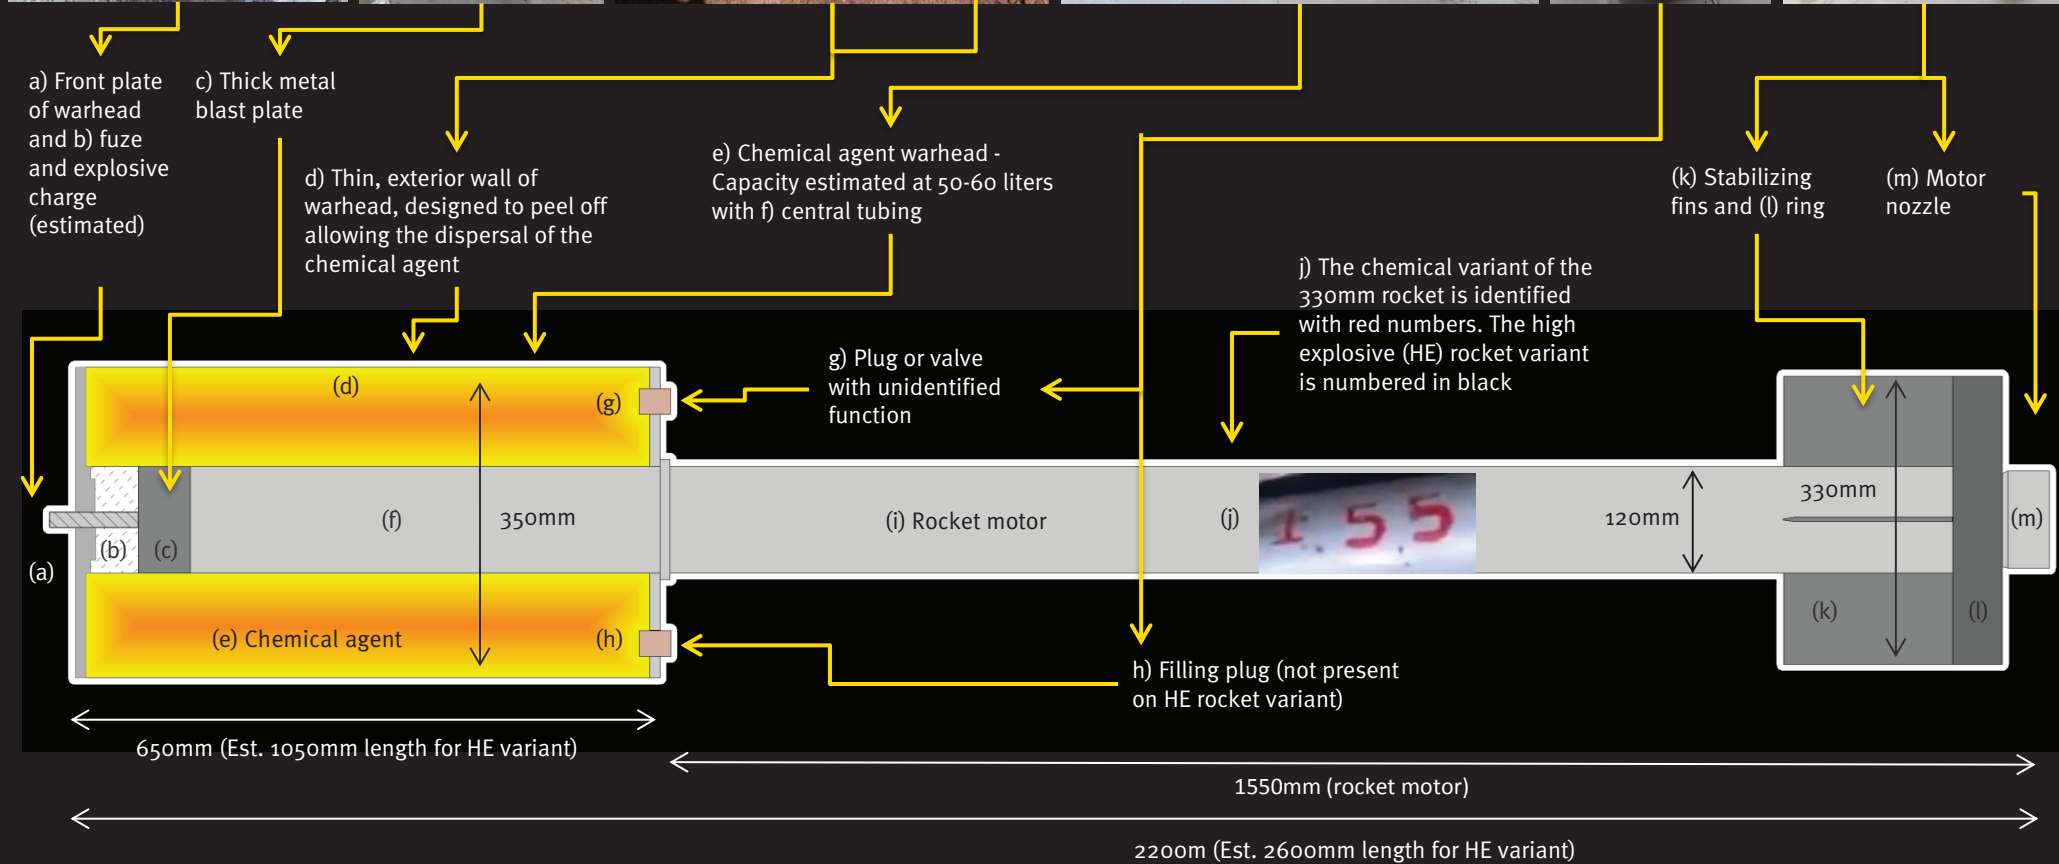 a) Front plate
of warhead
and b) fuze
and explosive
charge
(estimated)
c) Thick metal
blast plate
d) Thin, exterior wall of
warhead, designed to peel off
allowing the dispersal of the
chemical agent
e) Chemical agent warhead -
Capacity estimated at 50-60 liters
with f) central tubing
(k) Stabilizing
fins and (l) ring
(m) Motor
nozzle
j) The chemical variant of the
330mm rocket is identified
with red numbers. The high
explosive (HE) rocket variant
is numbered in black
g) Plug or valve
with unidentified
function
(d)
(g)
(a)
(b)
(c)
(f)
350mm
(i) Rocket motor
(j)
155
120mm
330mm
(m)
(e) Chemical agent
(h)
(k)
(l)
h) Filling plug (not present
on HE rocket variant)
650mm (Est. 1050mm length for HE variant)
1550mm (rocket motor)
2200m (Est. 2600mm length for HE variant)